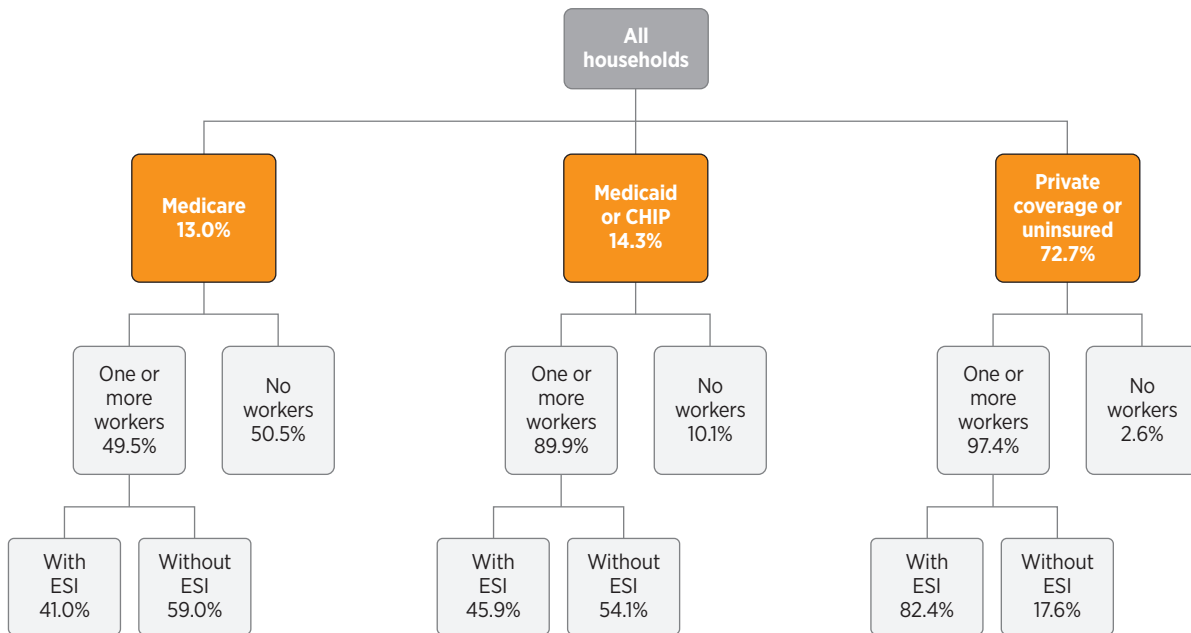 All
households
Medicare
13.0%
Medicaid
or CHIP
14.3%
Private
coverage or
uninsured
72.7%
One or
more
workers
49.5%
No
workers
50.5%
One or
more
workers
89.9%
No
workers
10.1%
One or
more
workers
97.4%
No
workers
2.6%
With
ESI
41.0%
Without
ESI
59.0%
With
ESI
45.9%
Without
ESI
54.1%
With
ESI
82.4%
Without
ESI
17.6%